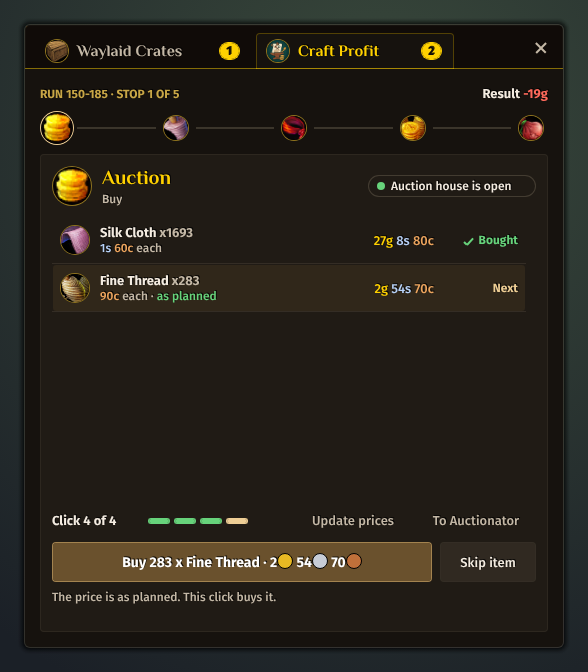 Waylaid Crates 1 Craft Profit 2 ×
RUN 150-185 · STOP 1 OF 5 Result -19g
Auction
Buy
Auction house is open
Silk Cloth x1693 27g 8s 80c Bought
1s 60c each
Fine Thread x283 2g 54s 70c Next
90c each · as planned
Click 4 of 4 Update prices To Auctionator
Buy 283 x Fine Thread · 2 54 70 Skip item
The price is as planned. This click buys it.